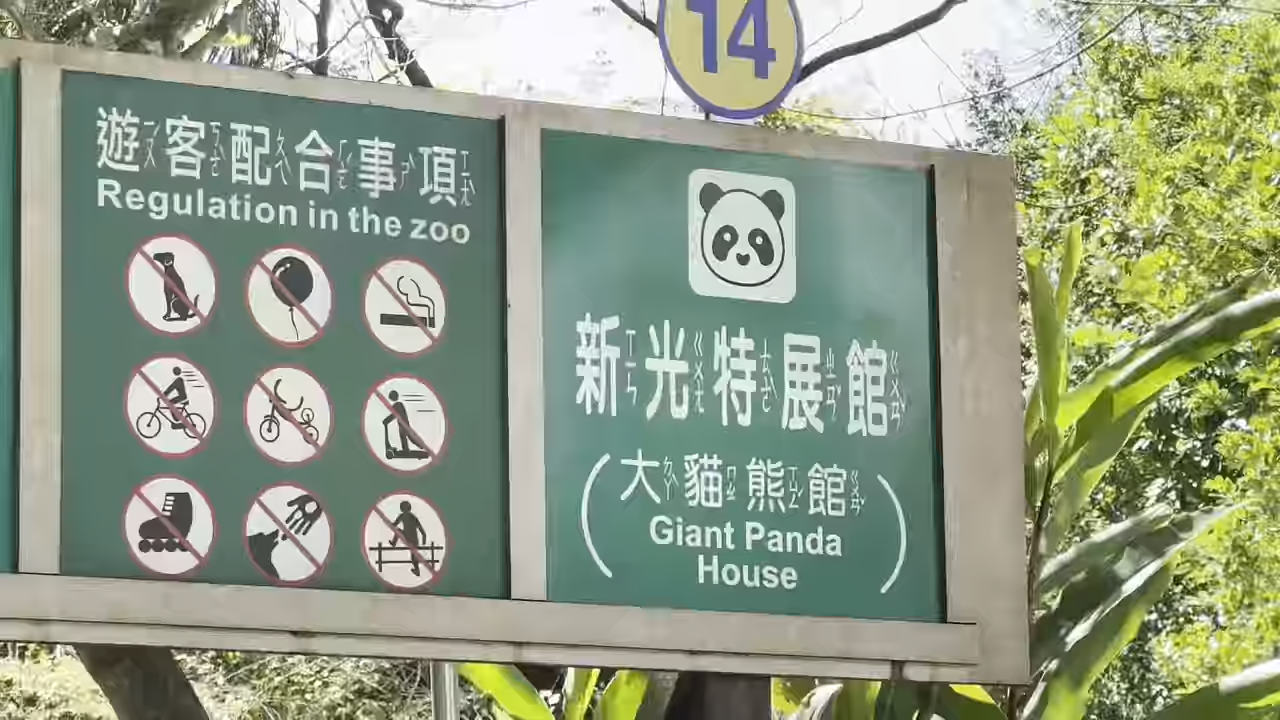 14
遊客配合事項
Regulation in the zoo
新光特展館
(大貓熊館
Giant Panda
House)